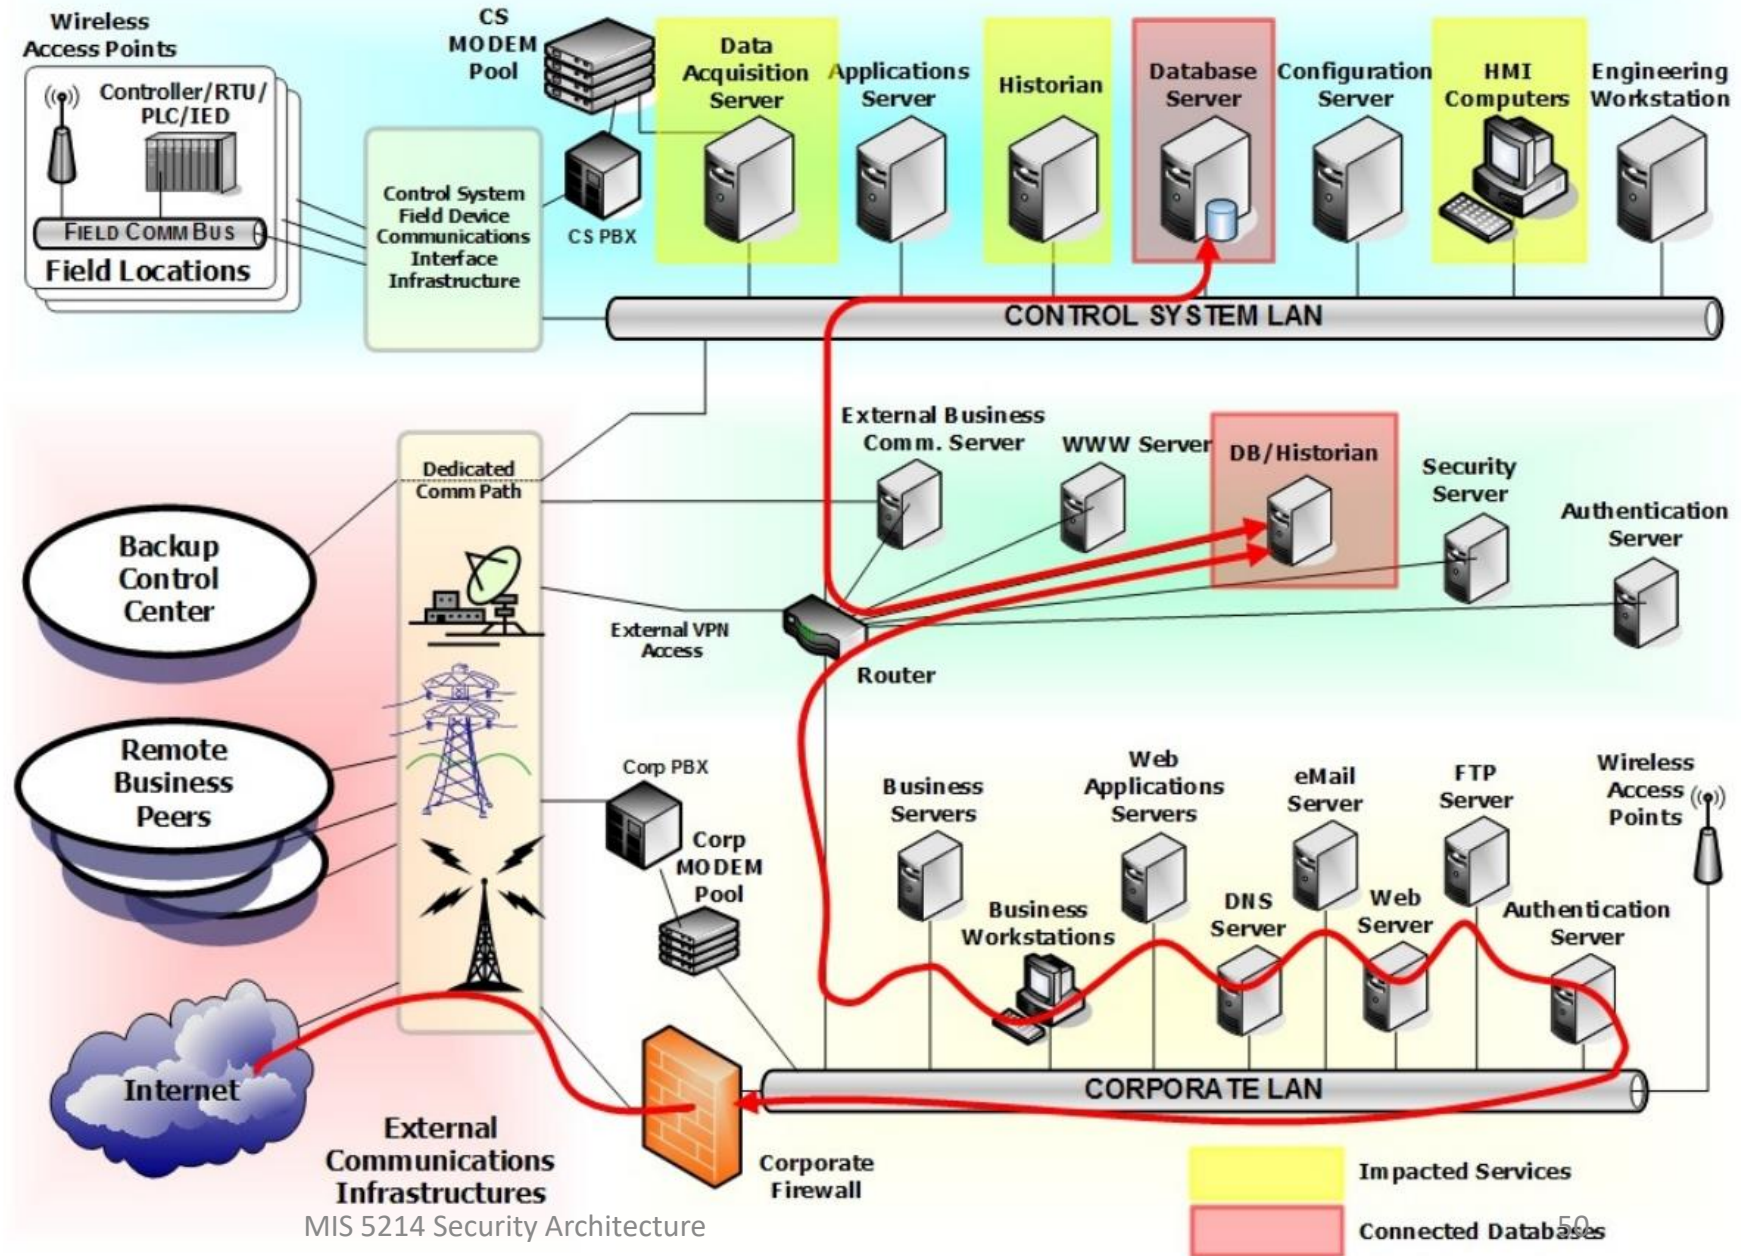 Wireless
Access Points
Controller/RTU/
PLC/IED
FIELD COMM BUS
Field Locations
Control System
Field Device
Communications
Interface
Infrastructure
CS
MODEM
Pool
CS PBX
Data
Acquisition
Server
Applications
Server
Historian
Database
Server
Configuration
Server
HMI
Computers
Engineering
Workstation
CONTROL SYSTEM LAN
Dedicated
Comm Path
External Business
Comm. Server
WWW Server
DB/Historian
Security
Server
Authentication
Server
Backup
Control
Center
External VPN
Access
Router
Remote
Business
Peers
Corp PBX
Corp
MODEM
Pool
Business
Servers
Business
Workstations
Web
Applications
Servers
DNS
Server
eMail
Server
Web
Server
FTP
Server
Authentication
Server
Wireless
Access
Points
Internet
CORPORATE LAN
External
Communications
Infrastructures
Corporate
Firewall
Impacted Services
Connected Databases
MIS 5214 Security Architecture
50